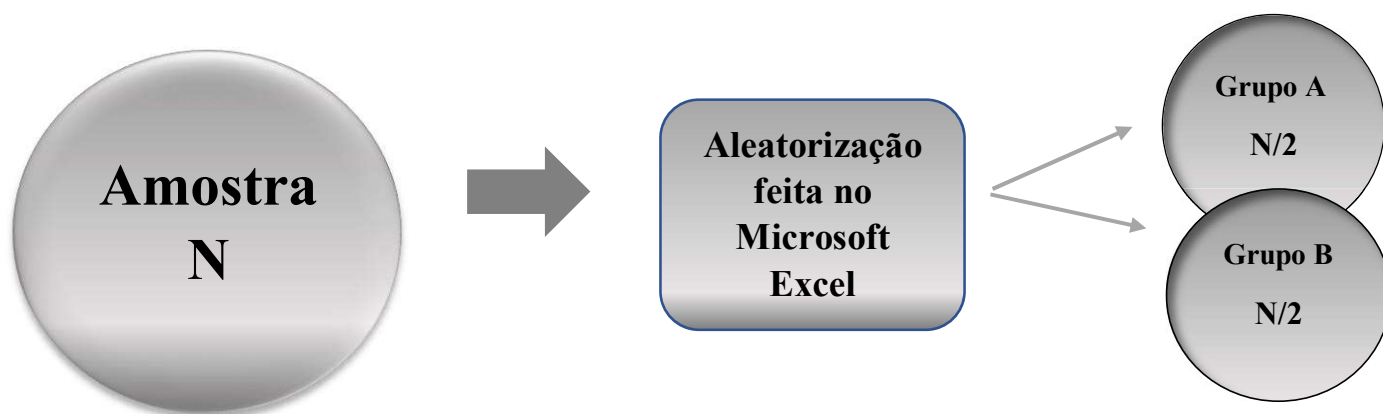 Amostra
N
Aleatorização
feita no
Microsoft
Excel
Grupo A
N/2
Grupo B
N/2